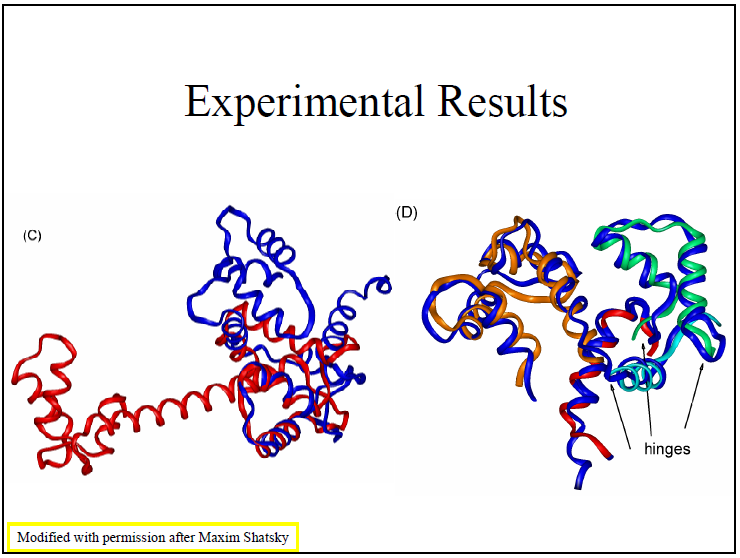 Experimental Results
(C)
(D)
hinges
Modified with permission after Maxim Shatsky